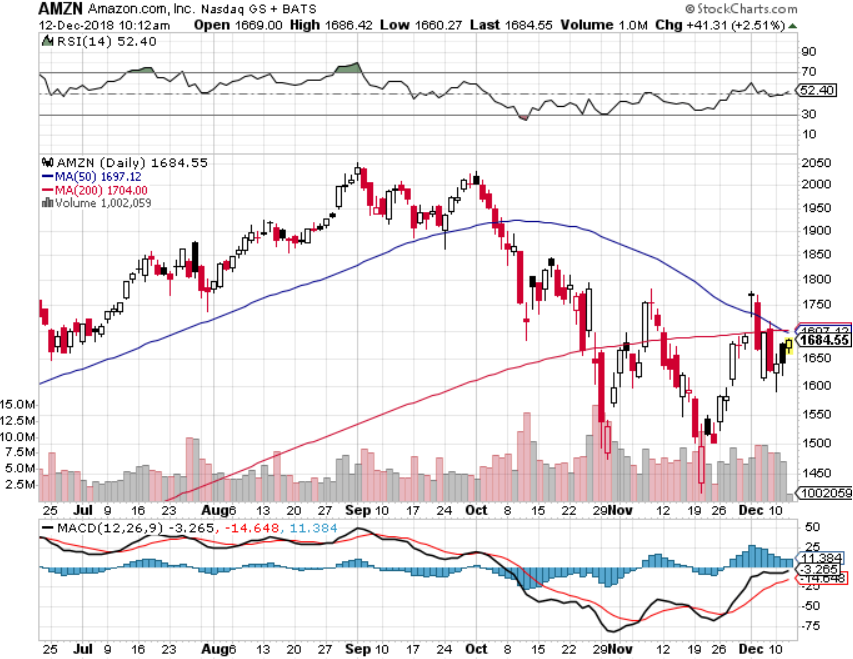 AMZN Amazon.com, Inc. Nasdaq GS + BATS © StockCharts.com
12-Dec-2018 10:12am Open 1669.00 High 1686.42 Low 1660.27 Last 1684.55 Volume 1.0M Chg +41.31 (+2.51%)
RSI(14) 52.40
90
70
52.40
30
10
AMZN (Daily) 1684.55
MA(50) 1697.12
MA(200) 1704.00
Volume 1,002,059
2050
2000
1950
1900
1850
1800
1750
1697.12
1684.55
1650
1600
15.0M 1550
12.5M
10.0M 1500
7.5M
5.0M 1450
2.5M 1002059
25 Jul 9 16 23 Aug 6 13 20 27 Sep 10 17 24 Oct 8 15 22 29 Nov 12 19 26 Dec 10
MACD(12,26,9) -3.265, -14.648, 11.384
50
25
11.384
-3.265
-14.648
-50
-75
25 Jul 9 16 23 Aug 6 13 20 27 Sep 10 17 24 Oct 8 15 22 29 Nov 12 19 26 Dec 10